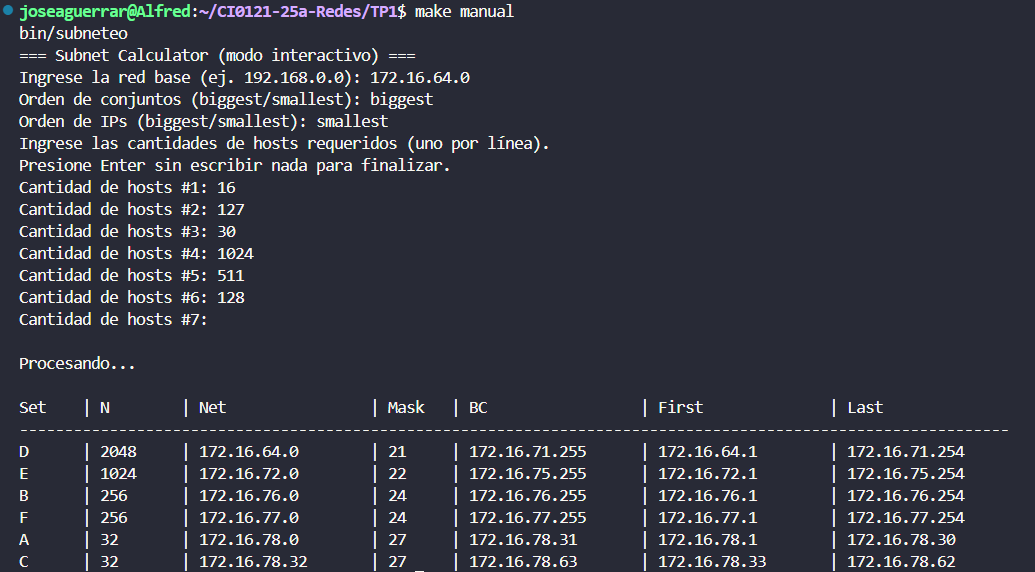 joseaguerrar@Alfred:~/CI0121-25a-Redes/TP1$ make manual
bin/subneteo
=== Subnet Calculator (modo interactivo) ===
Ingrese la red base (ej. 192.168.0.0): 172.16.64.0
Orden de conjuntos (biggest/smallest): biggest
Orden de IPs (biggest/smallest): smallest
Ingrese las cantidades de hosts requeridos (uno por línea).
Presione Enter sin escribir nada para finalizar.
Cantidad de hosts #1: 16
Cantidad de hosts #2: 127
Cantidad de hosts #3: 30
Cantidad de hosts #4: 1024
Cantidad de hosts #5: 511
Cantidad de hosts #6: 128
Cantidad de hosts #7:
Procesando...
Set | N | Net | Mask | BC | First | Last
-------------------------------------------------------------------------------------------------------------
D | 2048 | 172.16.64.0 | 21 | 172.16.71.255 | 172.16.64.1 | 172.16.71.254
E | 1024 | 172.16.72.0 | 22 | 172.16.75.255 | 172.16.72.1 | 172.16.75.254
B | 256 | 172.16.76.0 | 24 | 172.16.76.255 | 172.16.76.1 | 172.16.76.254
F | 256 | 172.16.77.0 | 24 | 172.16.77.255 | 172.16.77.1 | 172.16.77.254
A | 32 | 172.16.78.0 | 27 | 172.16.78.31 | 172.16.78.1 | 172.16.78.30
C | 32 | 172.16.78.32 | 27 | 172.16.78.63 | 172.16.78.33 | 172.16.78.62